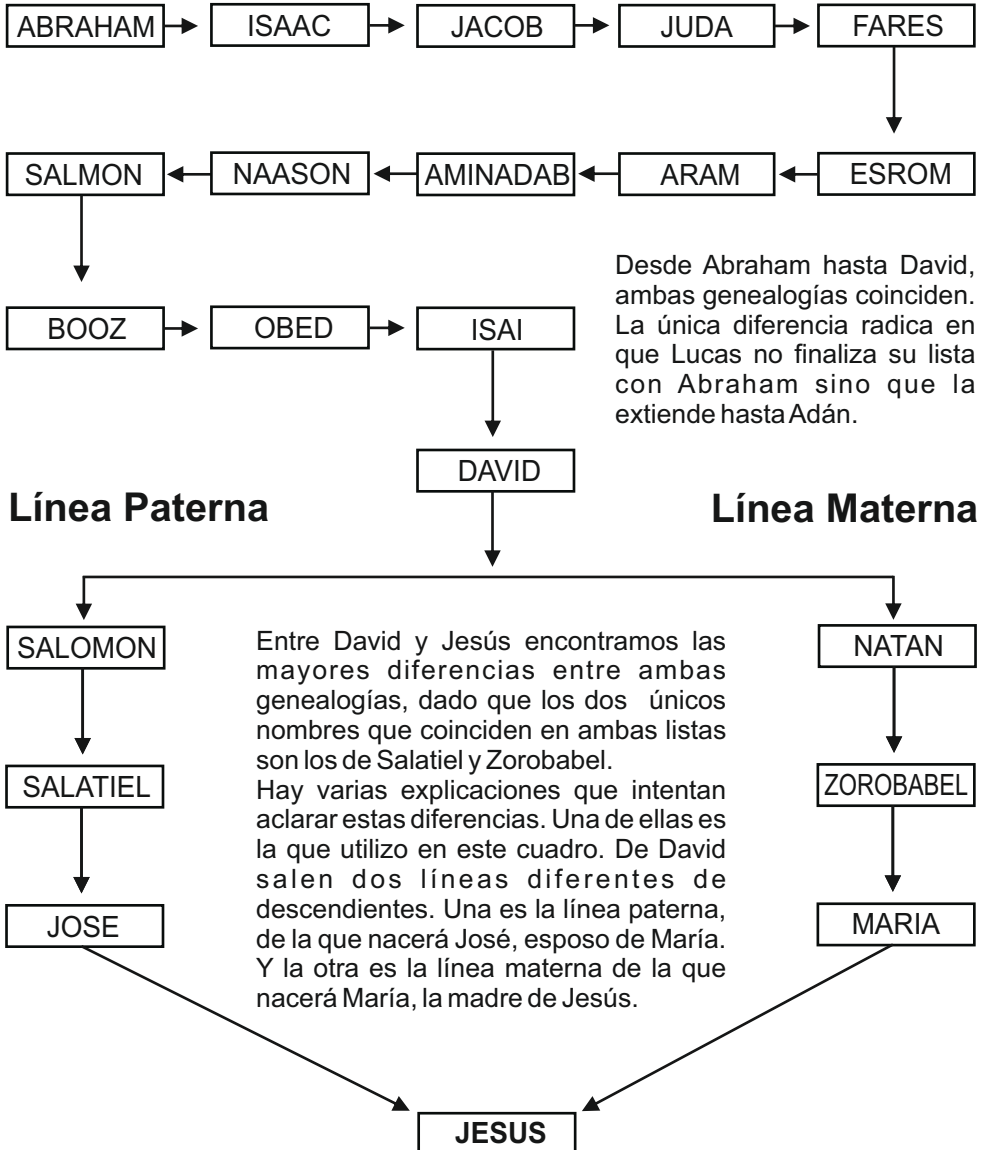 ABRAHAM ISAAC JACOB JUDA FARES
SALMON NAASON AMINADAB ARAM ESROM
Desde Abraham hasta David,
ambas genealogías coinciden.
La única diferencia radica en
que Lucas no finaliza su lista
con Abraham sino que la
extiende hasta Adán.
BOOZ OBED ISAI
DAVID
Línea Paterna Línea Materna
SALOMON NATAN
Entre David y Jesús encontramos las
mayores diferencias entre ambas
genealogías, dado que los dos únicos
nombres que coinciden en ambas listas
son los de Salatiel y Zorobabel.
Hay varias explicaciones que intentan
aclarar estas diferencias. Una de ellas es
la que utilizo en este cuadro. De David
salen dos líneas diferentes de
descendientes. Una es la línea paterna,
de la que nacerá José, esposo de María.
Y la otra es la línea materna de la que
nacerá María, la madre de Jesús.
SALATIEL ZOROBABEL
JOSE MARIA
JESUS